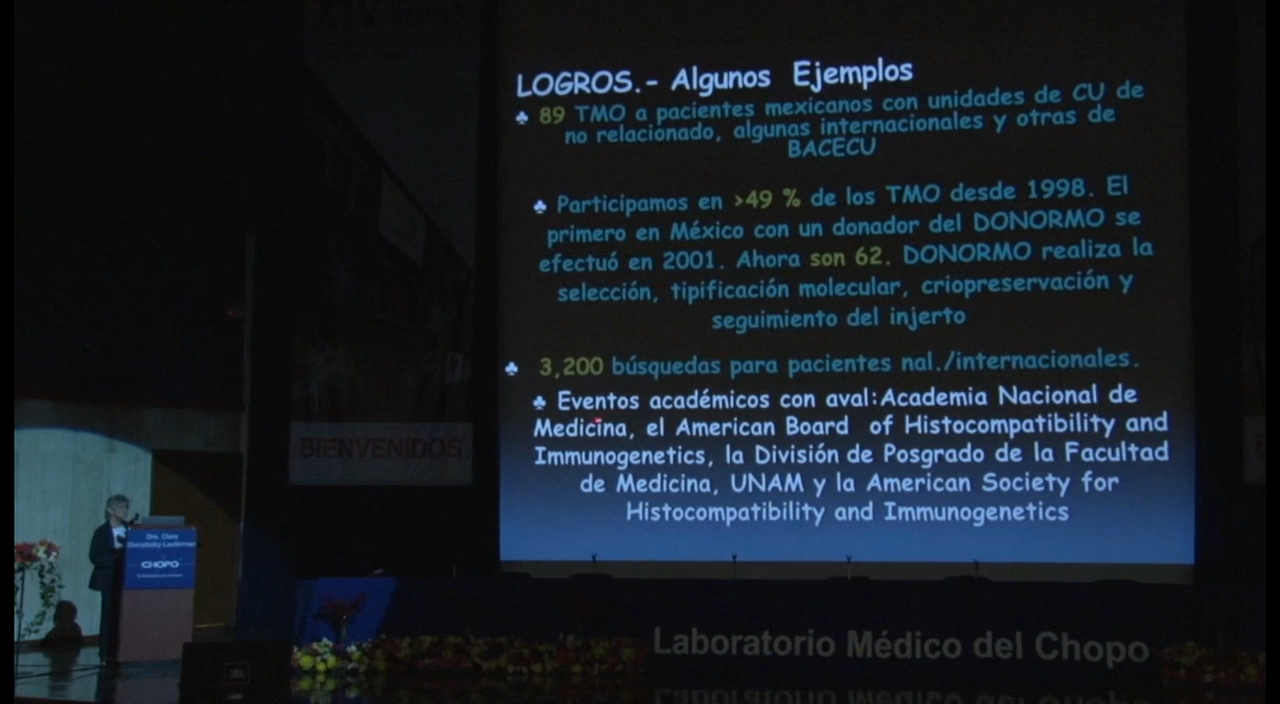 LOGROS.- Algunos Ejemplos
♣ 89 TMO a pacientes mexicanos con unidades de CU de
no relacionado, algunas internacionales y otras de
BACECU
♣ Participamos en >49 % de los TMO desde 1998. El
primero en México con un donador del DONORMO se
efectuó en 2001. Ahora son 62. DONORMO realiza la
selección, tipificación molecular, criopreservación y
seguimiento del injerto
♣ 3,200 búsquedas para pacientes nal./internacionales.
♣ Eventos académicos con aval:Academia Nacional de
Medicina, el American Board of Histocompatibility and
Immunogenetics, la División de Posgrado de la Facultad
de Medicina, UNAM y la American Society for
Histocompatibility and Immunogenetics
BIENVENIDOS
Dra. Clara
CHOPO
Laboratorio Médico del Chopo